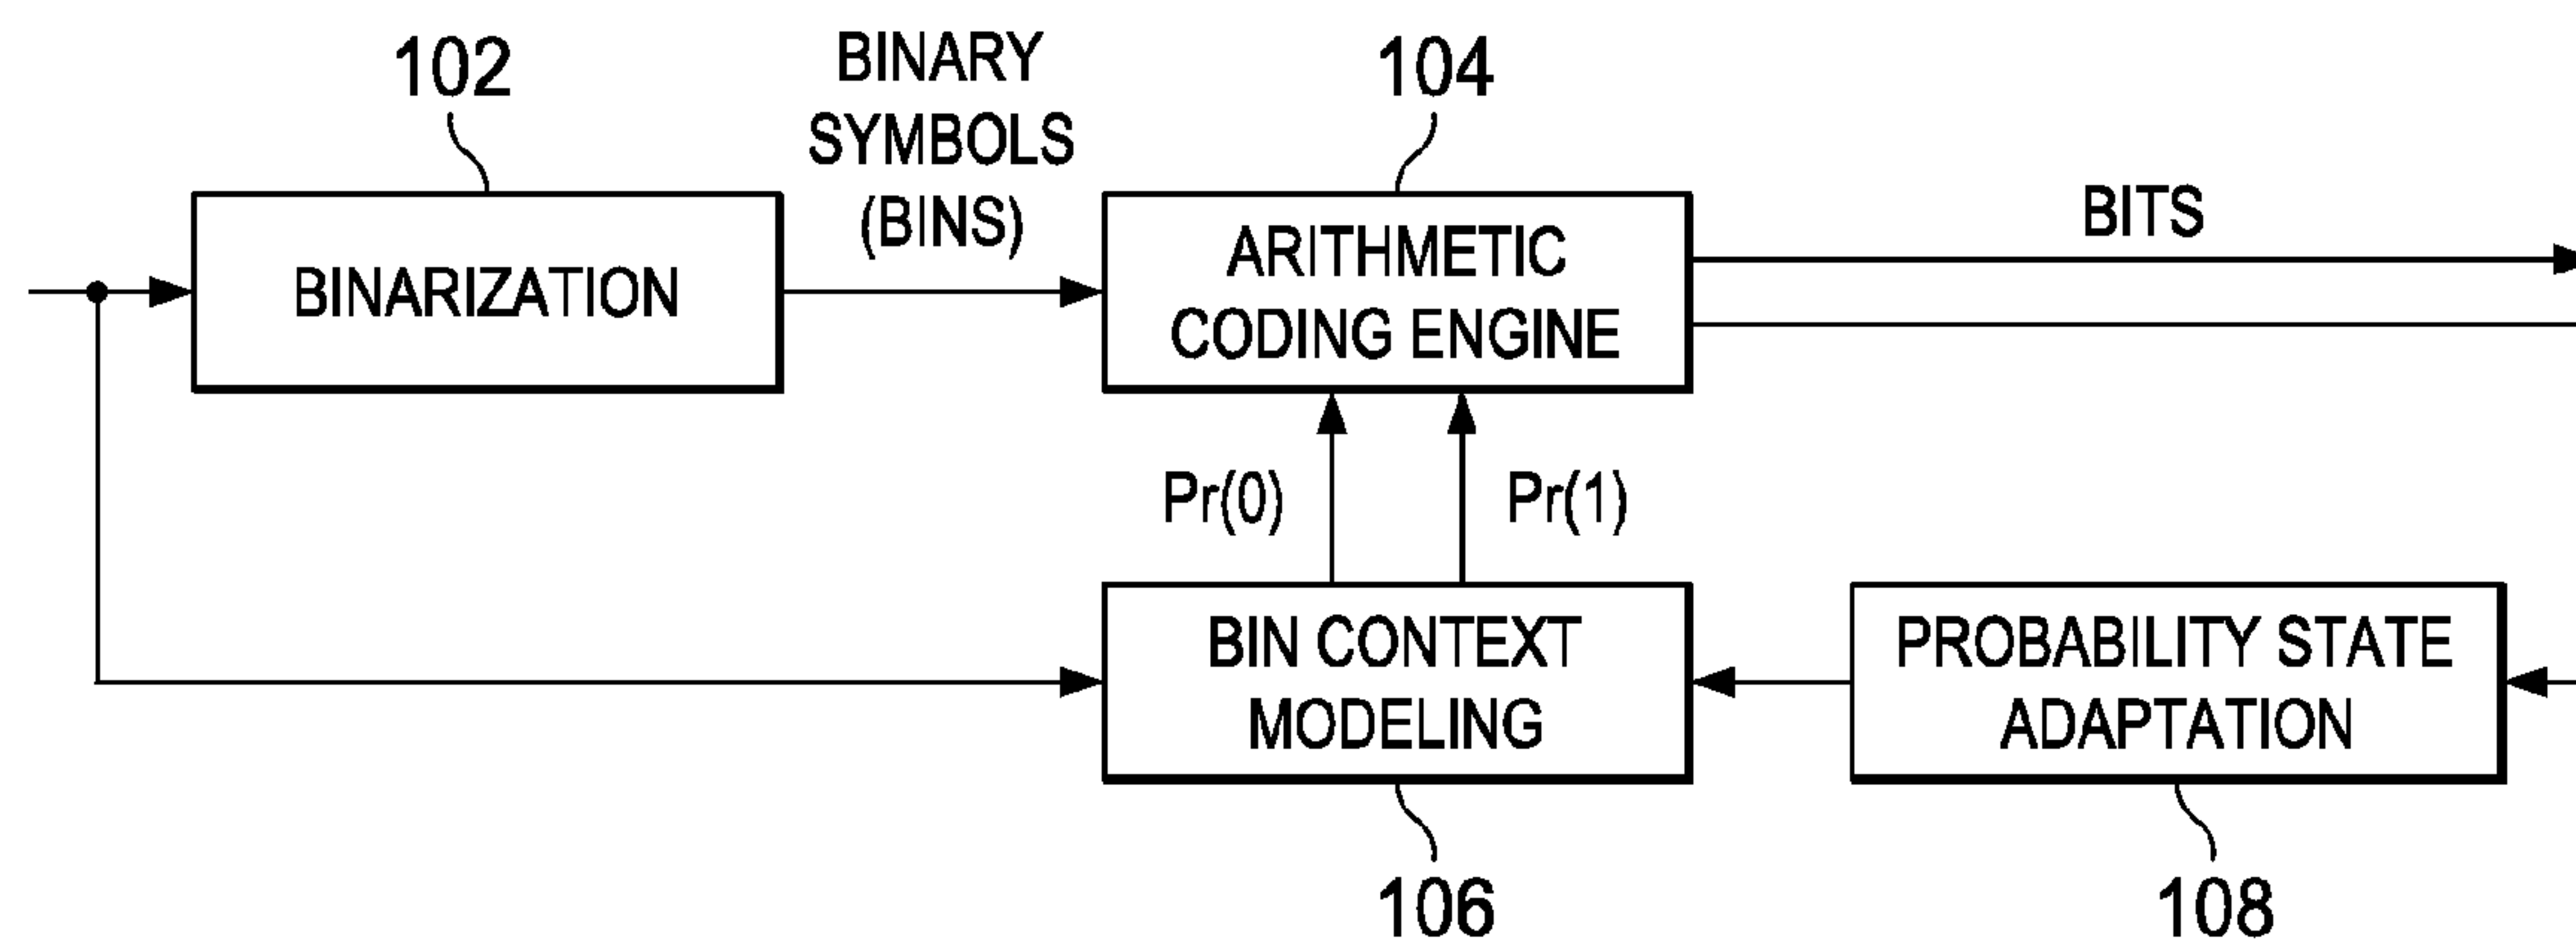 102
BINARY
SYMBOLS
(BINS)
104
BITS
BINARIZATION
ARITHMETIC
CODING ENGINE
Pr(0)
Pr(1)
BIN CONTEXT
MODELING
PROBABILITY STATE
ADAPTATION
106
108